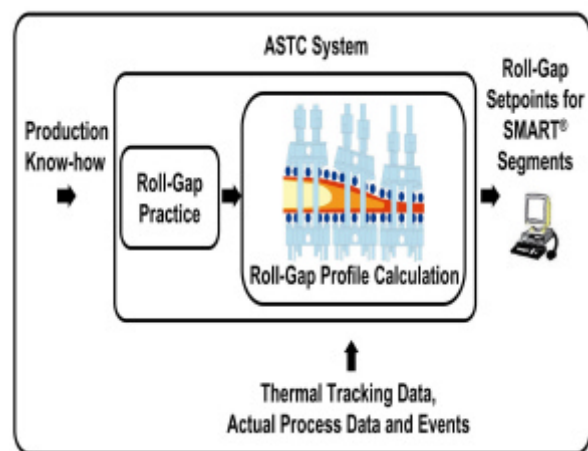 ASTC System
Roll-Gap
Setpoints for
SMART®
Segments
Production
Know-how
Roll-Gap
Practice
Roll-Gap Profile Calculation
Thermal Tracking Data,
Actual Process Data and Events